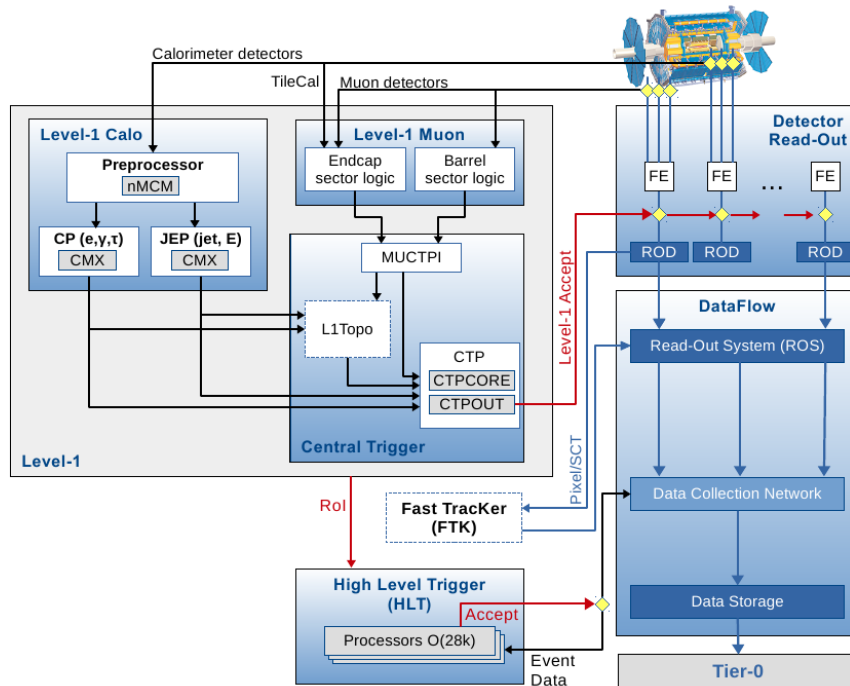 Calorimeter detectors
TileCal
Muon detectors
Level-1 Calo
Preprocessor
nMCM
CP (e,γ,τ)
CMX
JEP (jet, E)
CMX
Level-1 Muon
Endcap
sector logic
Barrel
sector logic
MUCTPI
L1Topo
CTP
CTPCORE
CTPOUT
Central Trigger
Level-1
Level-1 Accept
Detector
Read-Out
FE
FE
...
FE
ROD
ROD
ROD
DataFlow
Read-Out System (ROS)
Pixel/SCT
Data Collection Network
Data Storage
Tier-0
RoI
Fast TracKer
(FTK)
High Level Trigger
(HLT)
Accept
Processors O(28k)
Event
Data